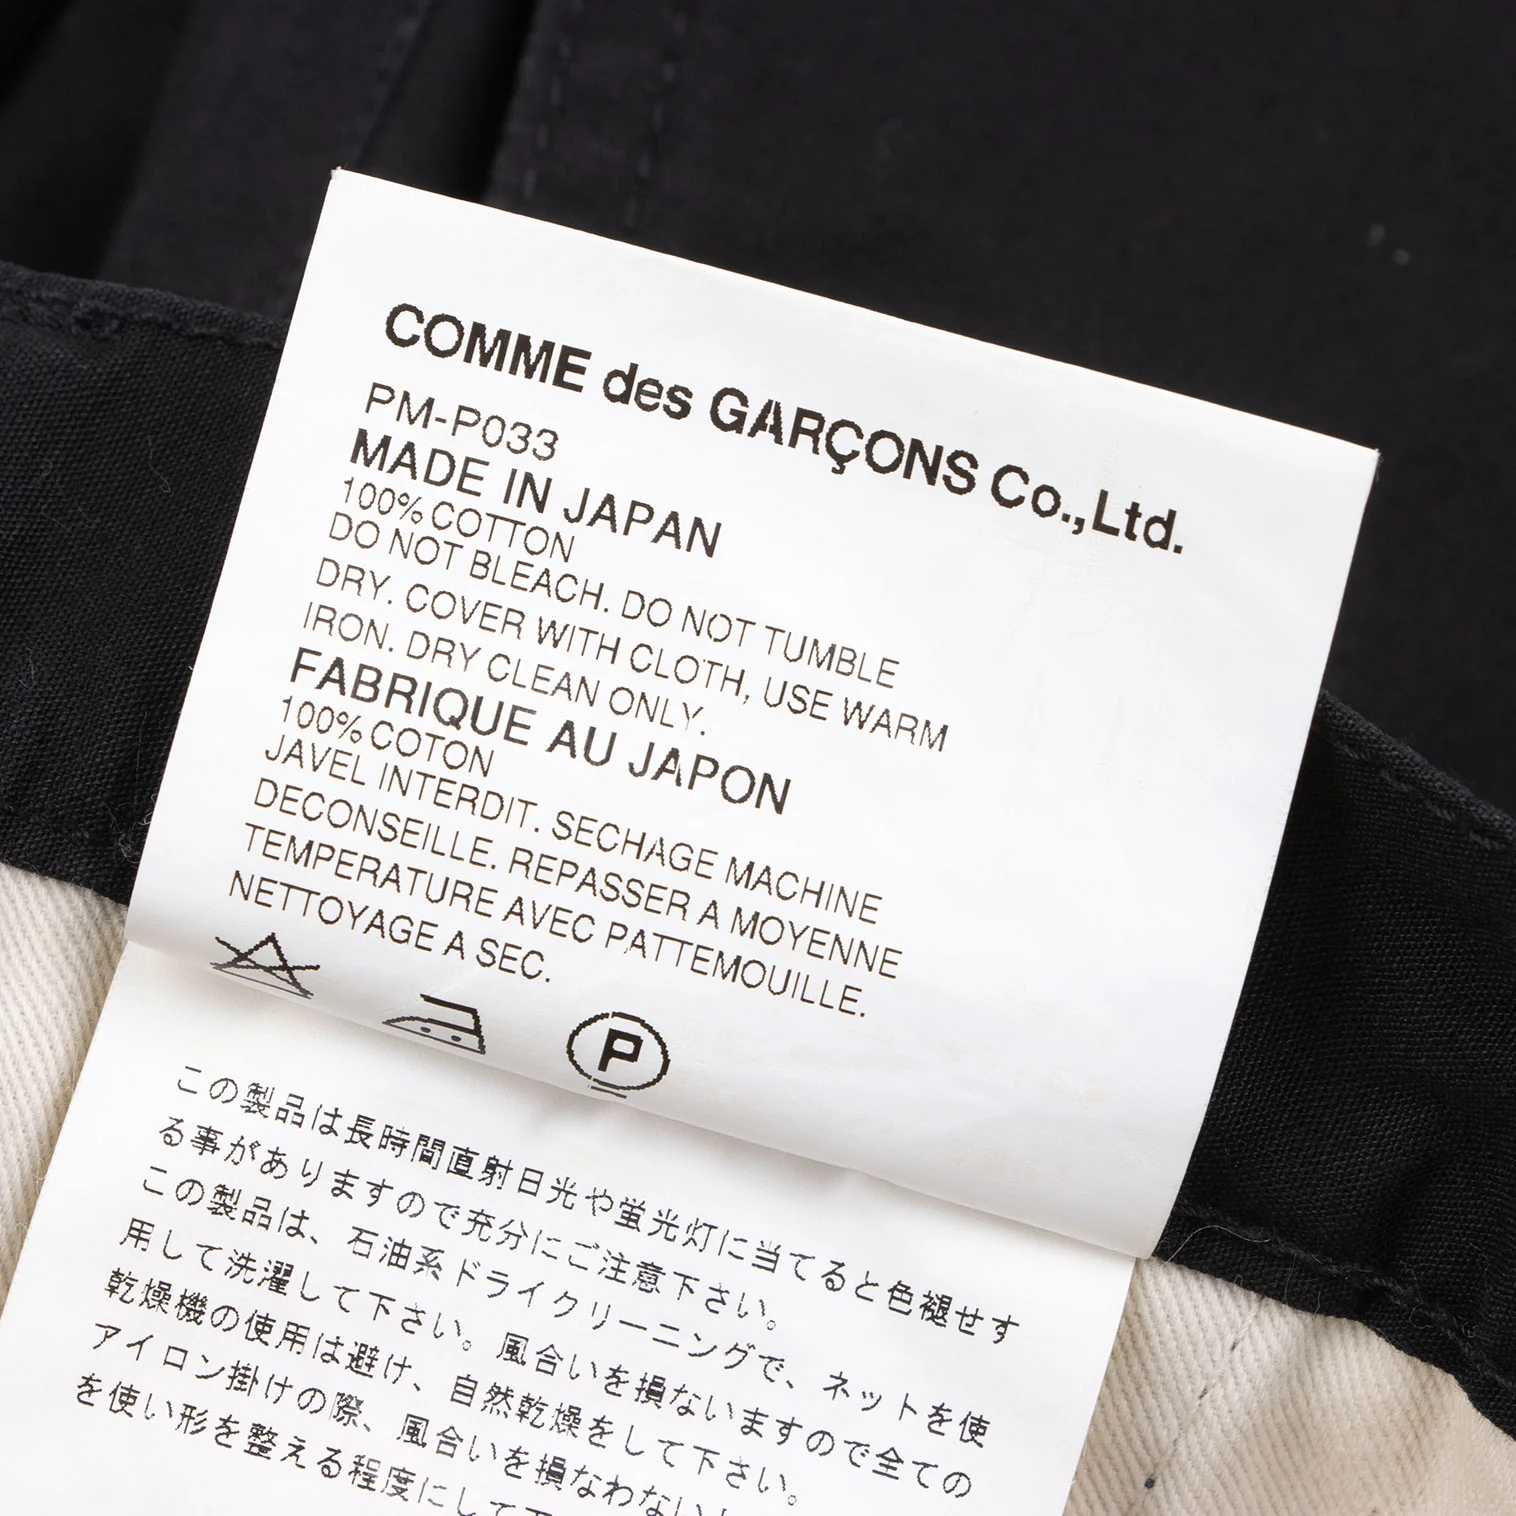 COMME des GARÇONS Co.,Ltd.
PM-P033
MADE IN JAPAN
100% COTTON
DO NOT BLEACH. DO NOT TUMBLE
DRY. COVER WITH CLOTH, USE WARM
IRON. DRY CLEAN ONLY.
FABRIQUE AU JAPON
100% COTON
JAVEL INTERDIT. SECHAGE MACHINE
DECONSEILLE. REPASSER A MOYENNE
TEMPERATURE AVEC PATTEMOUILLE.
NETTOYAGE A SEC.
P
この製品は長時間直射日光や蛍光灯に当てると色褪せす
る事がありますので充分にご注意下さい。
この製品は、石油系ドライクリーニングで、ネットを使
用して洗濯して下さい。風合いを損ないますので全ての
乾燥機の使用は避け、自然乾燥をして下さい。
アイロン掛けの際、風合いを損なわない
を使い形を整える程度にして